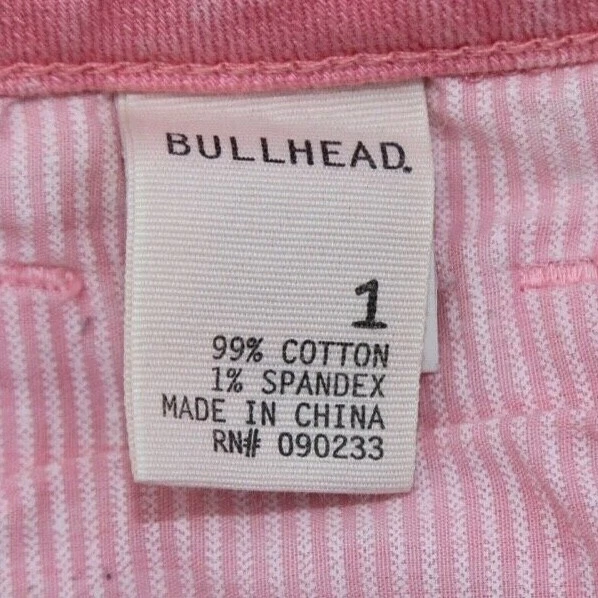 BULLHEAD.
1
99% COTTON
1% SPANDEX
MADE IN CHINA
RN# 090233